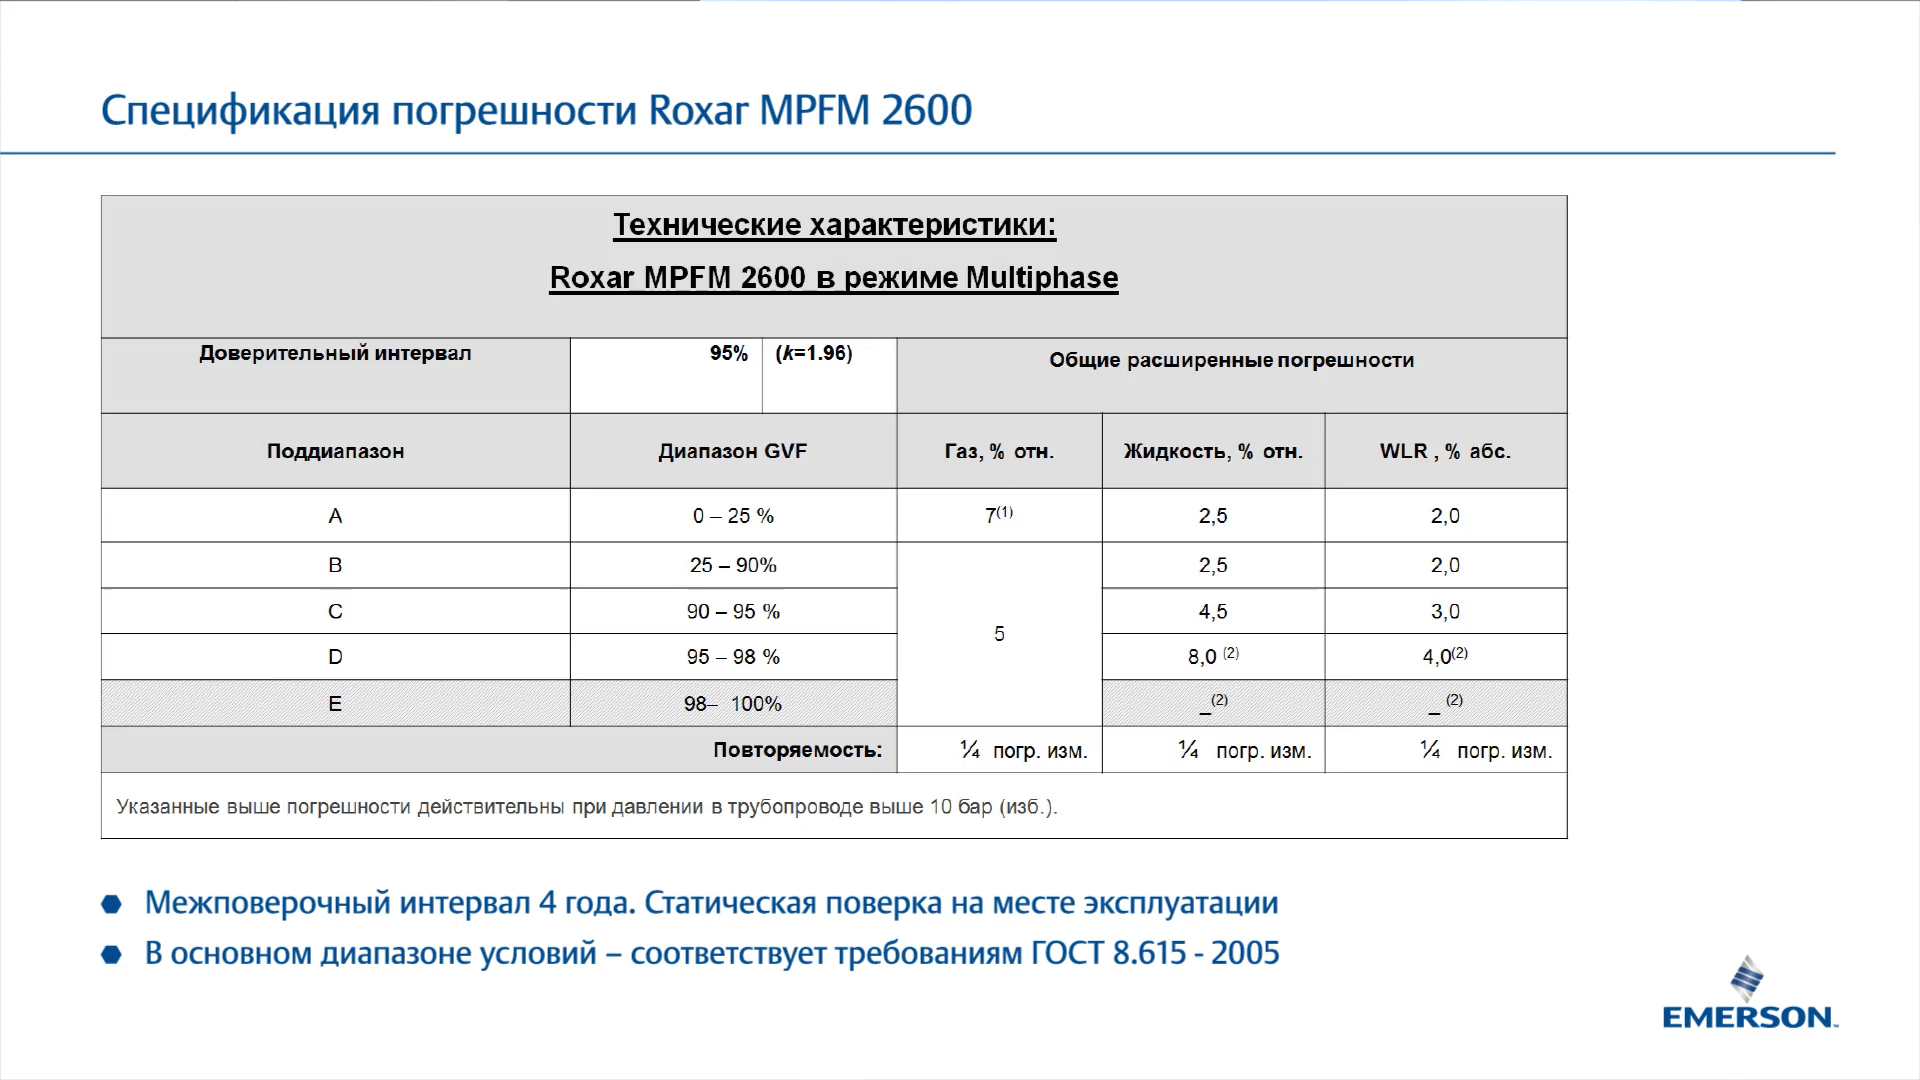 Спецификация погрешности Roxar MPFM 2600
Технические характеристики:
Roxar MPFM 2600 в режиме Multiphase
Доверительный интервал 95% (k=1.96) Общие расширенные погрешности
Поддиапазон Диапазон GVF Газ, % отн. Жидкость, % отн. WLR , % абс.
A 0 – 25 % 7(1) 2,5 2,0
B 25 – 90% 2,5 2,0
C 90 – 95 % 4,5 3,0
5
D 95 – 98 % 8,0 (2) 4,0(2)
E 98– 100% _(2) _ (2)
Повторяемость: ¼ погр. изм. ¼ погр. изм. ¼ погр. изм.
Указанные выше погрешности действительны при давлении в трубопроводе выше 10 бар (изб.).
Межповерочный интервал 4 года. Статическая поверка на месте эксплуатации
В основном диапазоне условий – соответствует требованиям ГОСТ 8.615 - 2005
EMERSON™